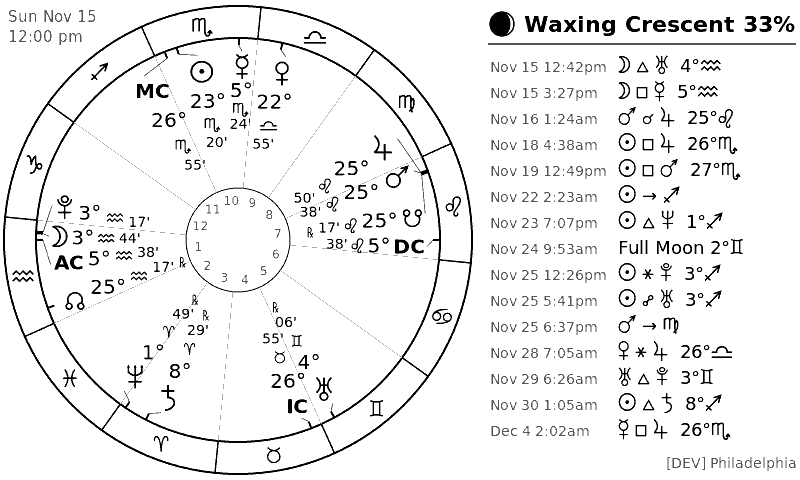 Sun Nov 15
12:00 pm
Waxing Crescent 33%
Nov 15 12:42pm ☽ △ ♅ 4°♒
Nov 15 3:27pm ☽ □ ☿ 5°♒
Nov 16 1:24am ♂ ☌ ♃ 25°♌
Nov 18 4:38am ☉ □ ♃ 26°♏
Nov 19 12:49pm ☉ □ ♂ 27°♏
Nov 22 2:23am ☉ → ♐
Nov 23 7:07pm ☉ △ ♆ 1°♐
Nov 24 9:53am Full Moon 2°♊
Nov 25 12:26pm ☉ ⚹ ⯓ 3°♐
Nov 25 5:41pm ☉ ☍ ♅ 3°♐
Nov 25 6:37pm ♂ → ♍
Nov 28 7:05am ♀ ⚹ ♃ 26°♎
Nov 29 6:26am ♅ △ ⯓ 3°♊
Nov 30 1:05am ☉ △ ♄ 8°♐
Dec 4 2:02am ☿ □ ♃ 26°♏
[DEV] Philadelphia
♏
♎
♍
♌
♋
♊
♉
♈
♓
♒
♑
♐
MC 26° ♏ 55'
☉ 23° ♏ 20'
☿ 5° ♏ 24'
♀ 22° ♎ 55'
♃ 25° ♌ 50'
♂ 25° ♌ 38'
☋ 25° ♌ 17' ℞
DC 5° ♌ 38'
⯓ 3° ♒ 17'
☽ 3° ♒ 44'
AC 5° ♒ 38'
☊ 25° ♒ 17' ℞
♆ 1° ♈ 49' ℞
♄ 8° ♈ 29' ℞
IC 26° ♉ 55'
♅ 4° ♊ 06' ℞
1
2
3
4
5
6
7
8
9
10
11
12